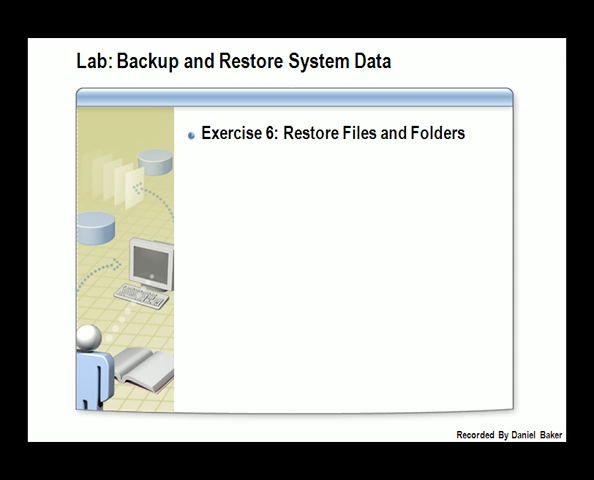 Lab: Backup and Restore System Data
Exercise 6: Restore Files and Folders
Recorded By Daniel Baker